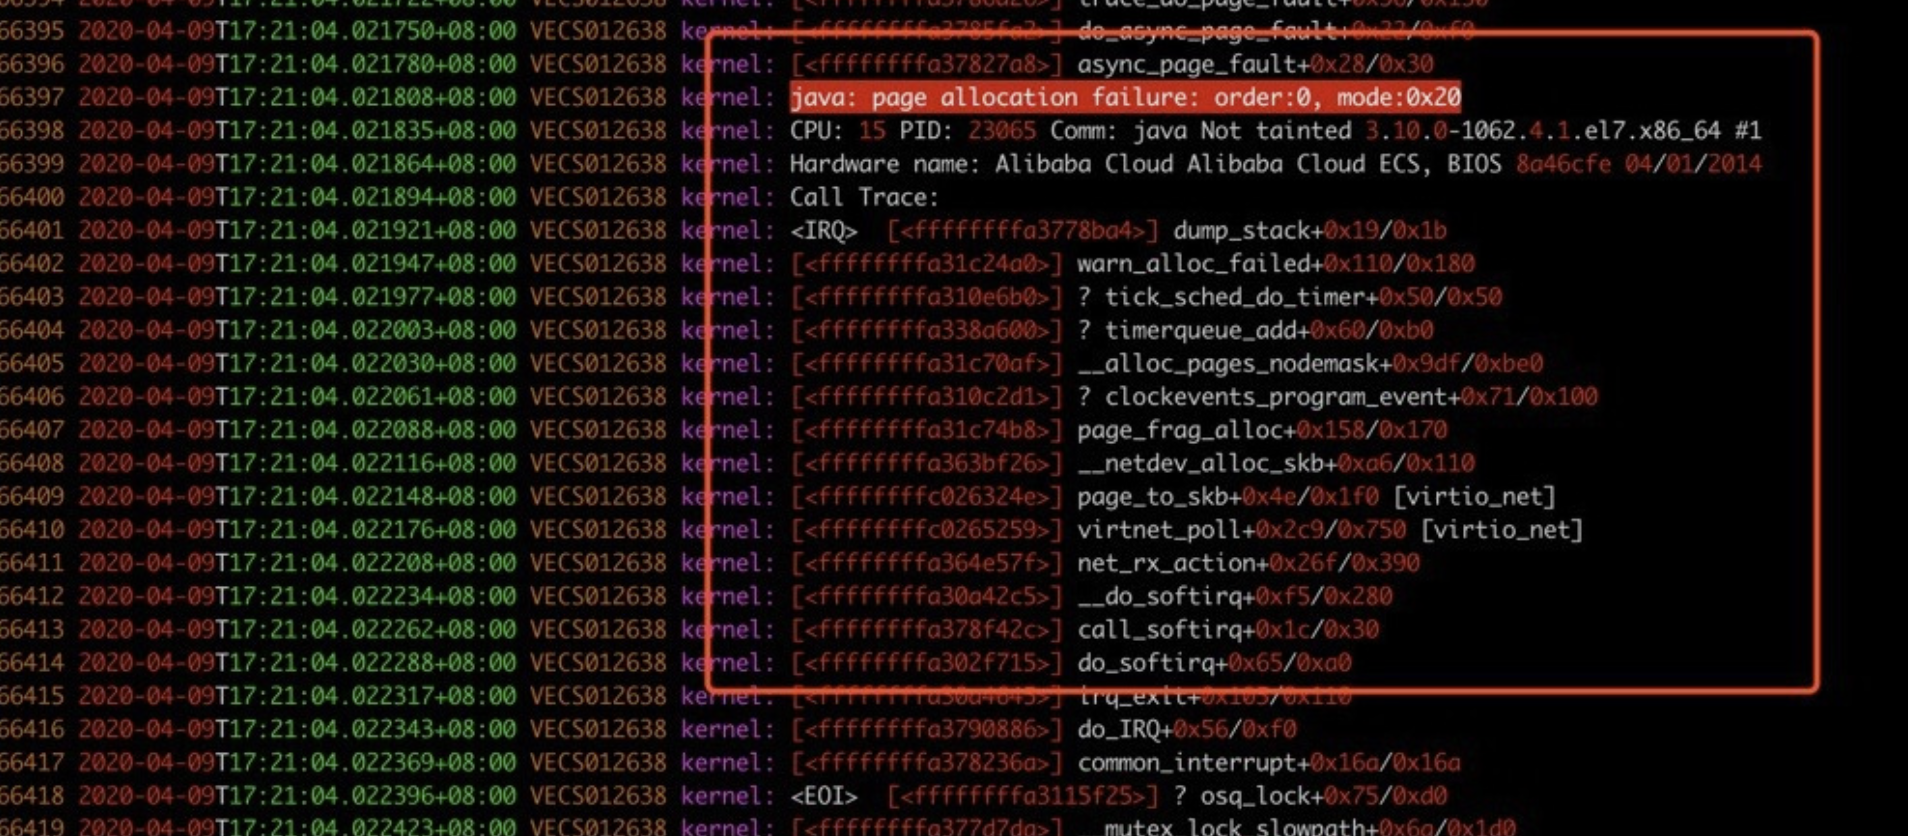 66394 2020-04-09T17:21:04.021722+08:00 VECS012638 kernel: trace_do_page_fault+0x56/0x150
66395 2020-04-09T17:21:04.021750+08:00 VECS012638 kernel: [<ffffffffa3785fa2>] do_async_page_fault+0x22/0xf0
66396 2020-04-09T17:21:04.021780+08:00 VECS012638 kernel: [<ffffffffa37827a8>] async_page_fault+0x28/0x30
66397 2020-04-09T17:21:04.021808+08:00 VECS012638 kernel: java: page allocation failure: order:0, mode:0x20
66398 2020-04-09T17:21:04.021835+08:00 VECS012638 kernel: CPU: 15 PID: 23065 Comm: java Not tainted 3.10.0-1062.4.1.el7.x86_64 #1
66399 2020-04-09T17:21:04.021864+08:00 VECS012638 kernel: Hardware name: Alibaba Cloud Alibaba Cloud ECS, BIOS 8a46cfe 04/01/2014
66400 2020-04-09T17:21:04.021894+08:00 VECS012638 kernel: Call Trace:
66401 2020-04-09T17:21:04.021921+08:00 VECS012638 kernel: <IRQ>  [<ffffffffa3778ba4>] dump_stack+0x19/0x1b
66402 2020-04-09T17:21:04.021947+08:00 VECS012638 kernel: [<ffffffffa31c24a0>] warn_alloc_failed+0x110/0x180
66403 2020-04-09T17:21:04.021977+08:00 VECS012638 kernel: [<ffffffffa310e6b0>] ? tick_sched_do_timer+0x50/0x50
66404 2020-04-09T17:21:04.022003+08:00 VECS012638 kernel: [<ffffffffa338a600>] ? timerqueue_add+0x60/0xb0
66405 2020-04-09T17:21:04.022030+08:00 VECS012638 kernel: [<ffffffffa31c70af>] __alloc_pages_nodemask+0x9df/0xbe0
66406 2020-04-09T17:21:04.022061+08:00 VECS012638 kernel: [<ffffffffa310c2d1>] ? clockevents_program_event+0x71/0x100
66407 2020-04-09T17:21:04.022088+08:00 VECS012638 kernel: [<ffffffffa31c74b8>] page_frag_alloc+0x158/0x170
66408 2020-04-09T17:21:04.022116+08:00 VECS012638 kernel: [<ffffffffa363bf26>] __netdev_alloc_skb+0xa6/0x110
66409 2020-04-09T17:21:04.022148+08:00 VECS012638 kernel: [<ffffffffc026324e>] page_to_skb+0x4e/0x1f0 [virtio_net]
66410 2020-04-09T17:21:04.022176+08:00 VECS012638 kernel: [<ffffffffc0265259>] virtnet_poll+0x2c9/0x750 [virtio_net]
66411 2020-04-09T17:21:04.022208+08:00 VECS012638 kernel: [<ffffffffa364e57f>] net_rx_action+0x26f/0x390
66412 2020-04-09T17:21:04.022234+08:00 VECS012638 kernel: [<ffffffffa30a42c5>] __do_softirq+0xf5/0x280
66413 2020-04-09T17:21:04.022262+08:00 VECS012638 kernel: [<ffffffffa378f42c>] call_softirq+0x1c/0x30
66414 2020-04-09T17:21:04.022288+08:00 VECS012638 kernel: [<ffffffffa302f715>] do_softirq+0x65/0xa0
66415 2020-04-09T17:21:04.022317+08:00 VECS012638 kernel: [<ffffffffa30a4645>] irq_exit+0x105/0x110
66416 2020-04-09T17:21:04.022343+08:00 VECS012638 kernel: [<ffffffffa3790886>] do_IRQ+0x56/0xf0
66417 2020-04-09T17:21:04.022369+08:00 VECS012638 kernel: [<ffffffffa378236a>] common_interrupt+0x16a/0x16a
66418 2020-04-09T17:21:04.022396+08:00 VECS012638 kernel: <EOI>  [<ffffffffa3115f25>] ? osq_lock+0x75/0xd0
66419 2020-04-09T17:21:04.022423+08:00 VECS012638 kernel: [<ffffffffa377d7da>] __mutex_lock_slowpath+0x6a/0x1d0